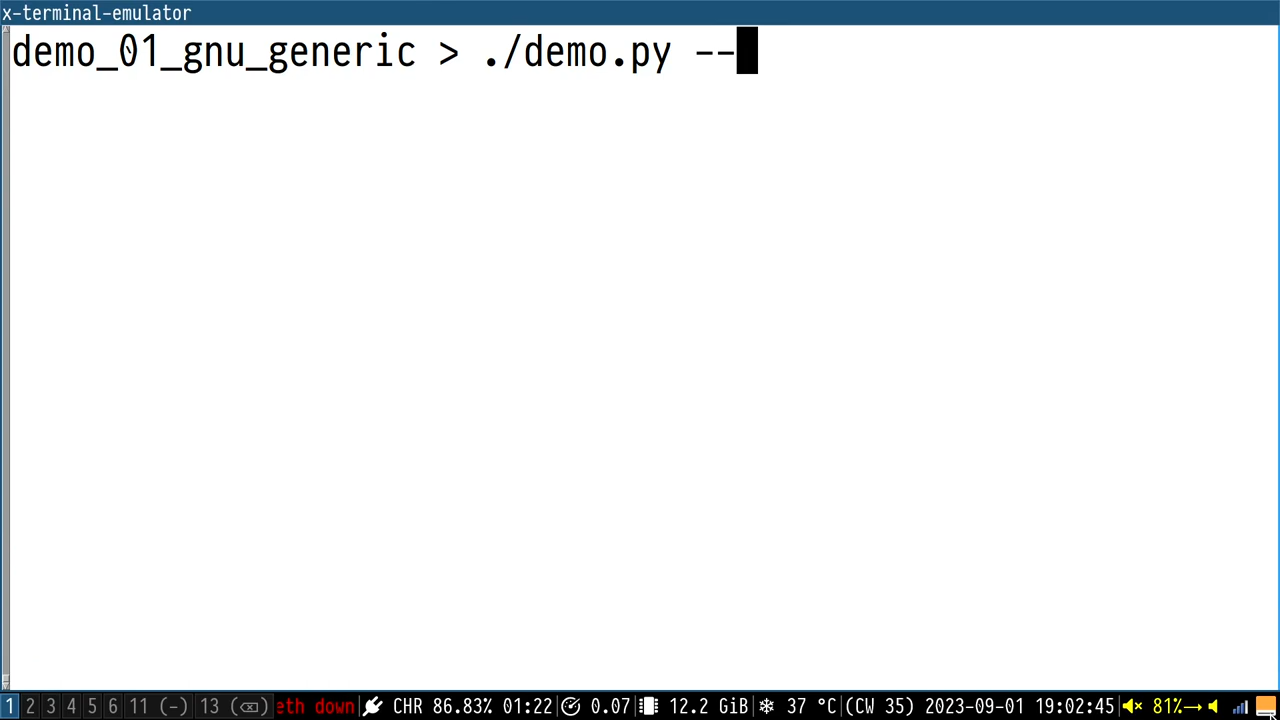 x-terminal-emulator
demo_01_gnu_generic > ./demo.py --
1 2 3 4 5 6 11 (-) 13 (⌫) eth down CHR 86.83% 01:22 0.07 12.2 GiB 37 °C (CW 35) 2023-09-01 19:02:45 81%→